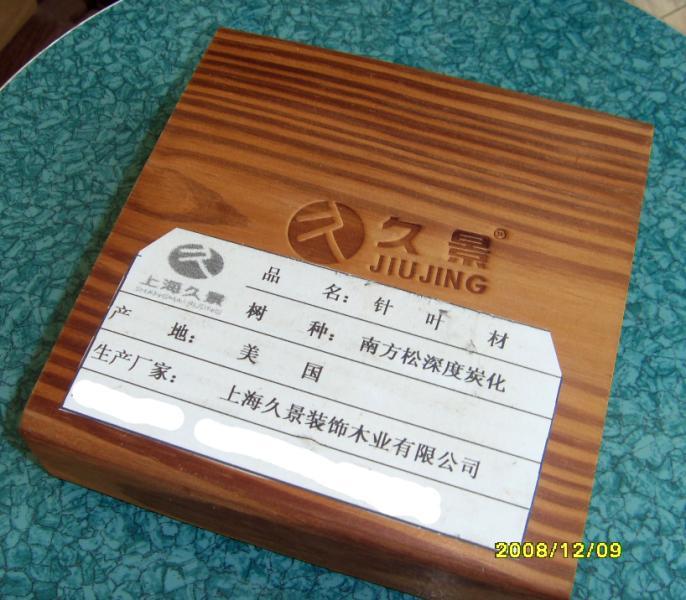 久景®
JIUJING
上海久景
SHANGHAI JIUJING
品 名： 针 叶 材
树 种： 南方松深度炭化
产 地： 美 国
生产厂家： 上海久景装饰木业有限公司
2008/12/09